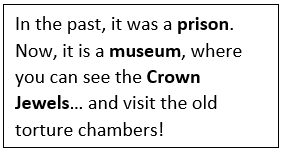 In the past, it was a prison.
Now, it is a museum, where
you can see the Crown
Jewels… and visit the old
torture chambers!